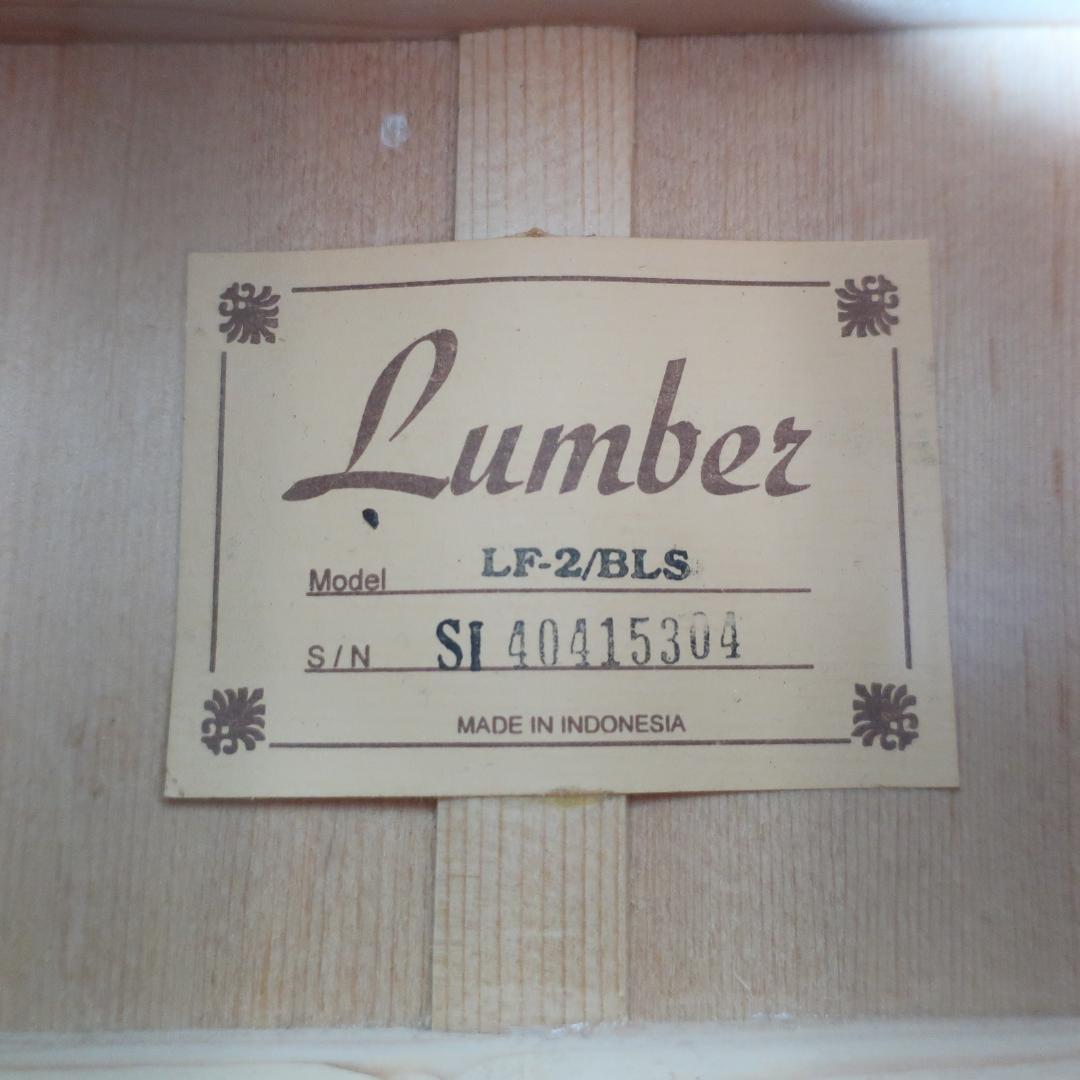 Lumber
Model LF-2/BLS
S/N SI 40415304
MADE IN INDONESIA